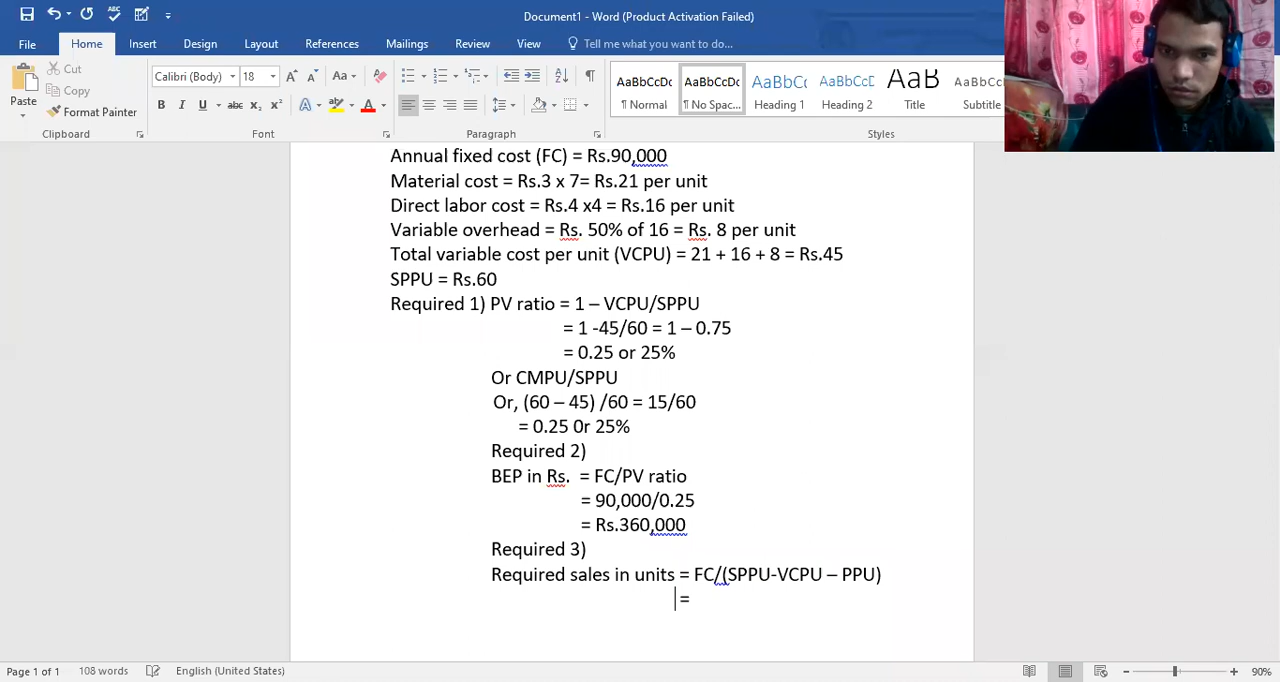 ABC
Document1 - Word (Product Activation Failed)
File Home Insert Design Layout References Mailings Review View Tell me what you want to do...
Paste
Cut
Copy
Format Painter
Calibri (Body) 18
Clipboard Font Paragraph Styles
AaBbCcDc AaBbCcDc AaBbCc AaBbCcE AaB AaBbCcD
¶ Normal ¶ No Spac... Heading 1 Heading 2 Title Subtitle
Annual fixed cost (FC) = Rs.90,000
Material cost = Rs.3 x 7= Rs.21 per unit
Direct labor cost = Rs.4 x4 = Rs.16 per unit
Variable overhead = Rs. 50% of 16 = Rs. 8 per unit
Total variable cost per unit (VCPU) = 21 + 16 + 8 = Rs.45
SPPU = Rs.60
Required 1) PV ratio = 1 – VCPU/SPPU
= 1 -45/60 = 1 – 0.75
= 0.25 or 25%
Or CMPU/SPPU
Or, (60 – 45) /60 = 15/60
= 0.25 0r 25%
Required 2)
BEP in Rs. = FC/PV ratio
= 90,000/0.25
= Rs.360,000
Required 3)
Required sales in units = FC/(SPPU-VCPU – PPU)
=
Page 1 of 1 108 words English (United States) 90%